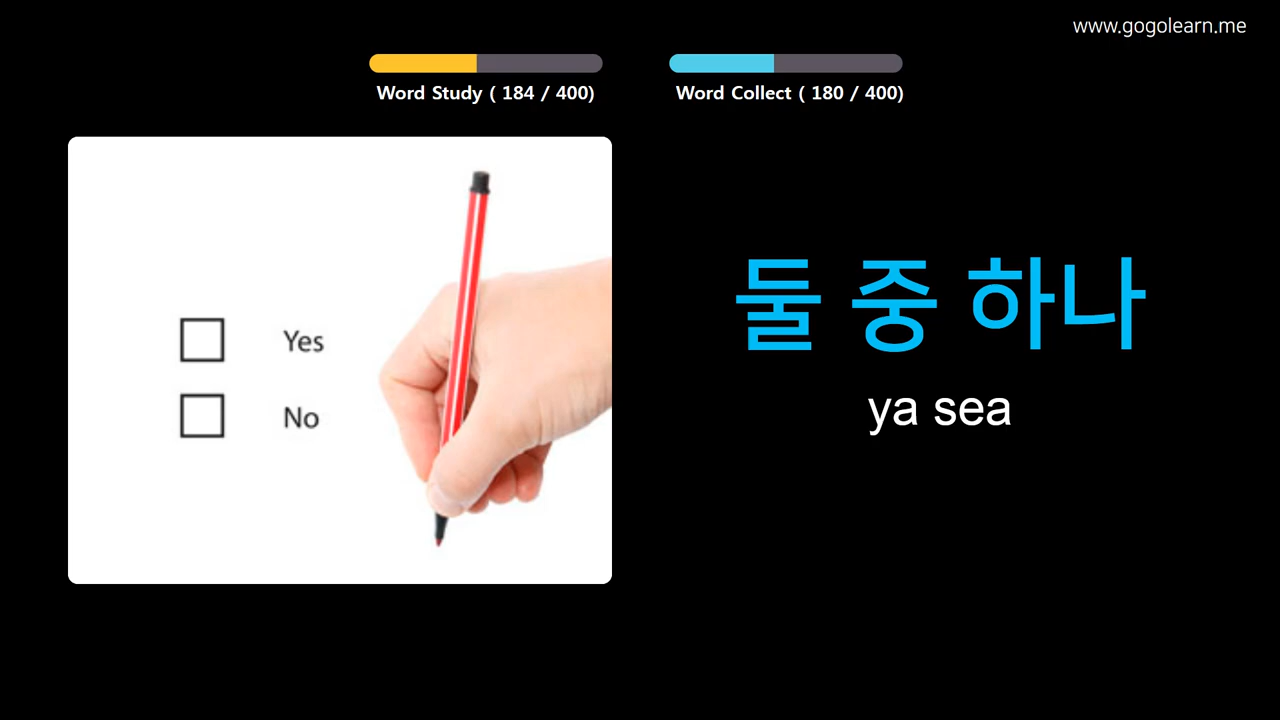 www.gogolearn.me
Word Study ( 184 / 400)
Word Collect ( 180 / 400)
Yes
No
둘 중 하나
ya sea